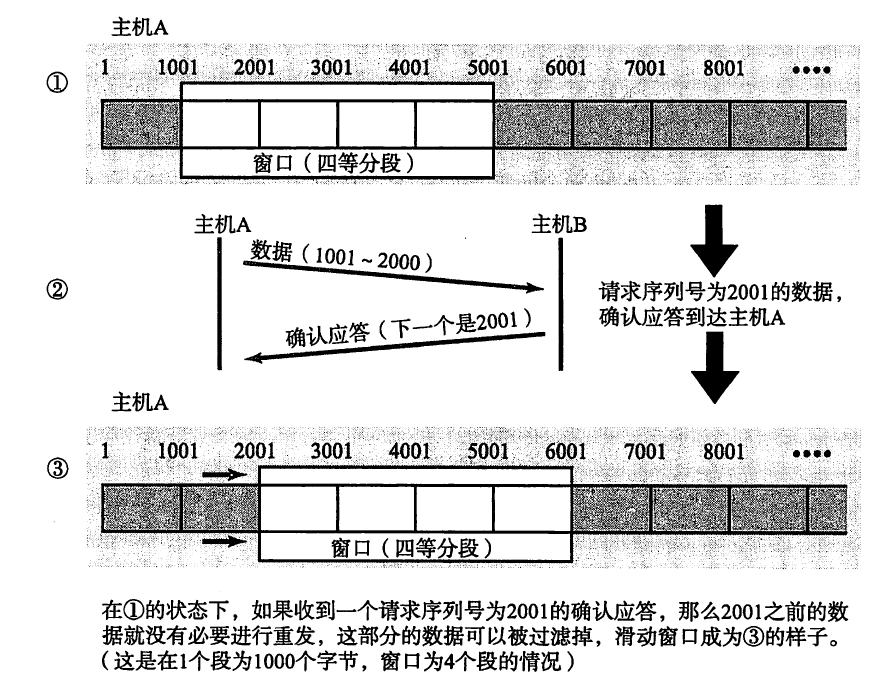 主机A
1 1001 2001 3001 4001 5001 6001 7001 8001 ••••
①
窗口（四等分段）
主机A 主机B
数据（1001～2000）
②
请求序列号为2001的数据，
确认应答到达主机A
确认应答（下一个是2001）
主机A
1 1001 2001 3001 4001 5001 6001 7001 8001 ••••
③
窗口（四等分段）
在①的状态下，如果收到一个请求序列号为2001的确认应答，那么2001之前的数
据就没有必要进行重发，这部分的数据可以被过滤掉，滑动窗口成为③的样子。
（这是在1个段为1000个字节，窗口为4个段的情况）